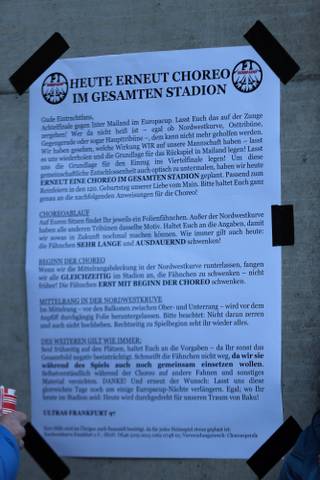 HEUTE ERNEUT CHOREO
IM GESAMTEN STADION
Gude Eintrachtfans,
Achtelfinale gegen Inter Mailand im Europacup. Lasst Euch das auf der Zunge
zergehen! Wer da nicht heiß ist – egal ob Nordwestkurve, Osttribüne,
Gegengerade oder sogar Haupttribüne –, dem kann nicht mehr geholfen werden.
Wir haben gesehen, welche Wirkung WIR auf unsere Mannschaft haben – lasst
es uns wiederholen und die Grundlage für das Rückspiel in Mailand legen! Lasst
uns die Grundlage für den Einzug ins Viertelfinale legen! Um diese
gemeinschaftliche Entschlossenheit auch optisch zu untermalen, haben wir heute
ERNEUT EINE CHOREO IM GESAMTEN STADION geplant. Passend zum
Reinfeiern in den 120. Geburtstag unserer Liebe vom Main. Bitte haltet Euch ganz
genau an die nachfolgenden Anweisungen für die Choreo!
CHOREOABLAUF
Auf Euren Sitzen findet Ihr jeweils ein Folienfähnchen. Außer der Nordwestkurve
haben alle anderen Tribünen dasselbe Motiv. Haltet Euch an die Angaben, damit
wir sowas in Zukunft nochmal machen können. Wie immer gilt auch heute:
die Fähnchen SEHR LANGE und AUSDAUERND schwenken!
BEGINN DER CHOREO
Wenn wir die Mittelrangabdeckung in der Nordwestkurve runterlassen, fangen
wir alle GLEICHZEITIG im Stadion an, die Fähnchen zu schwenken – nicht
früher! Die Fähnchen ERST MIT BEGINN DER CHOREO schwenken.
MITTELRANG IN DER NORDWESTKURVE
Im Mittelrang – vor den Balkonen zwischen Ober- und Unterrang – wird vor dem
Anpfiff durchgängig Folie heruntergelassen. Bitte beachtet: Nicht daran zerren
und auch nicht hochheben. Rechtzeitig zu Spielbeginn seht ihr wieder alles.
DES WEITEREN GILT WIE IMMER:
Seid frühzeitig auf den Plätzen, haltet Euch an die Vorgaben – da Ihr sonst das
Gesamtbild negativ beeinträchtigt. Schmeißt die Fähnchen nicht weg, da wir sie
während des Spiels auch noch gemeinsam einsetzen wollen.
Selbstverständlich während der Choreo auf andere Fahnen und sonstiges
Material verzichten. DANKE! Und erneut der Wunsch: Lasst uns diese
glorreichen Tage noch um einige Europacup-Nächte verlängern. Egal, wo Ihr
heute im Stadion seid: Heute wird durchgedreht für unseren Traum von Baku!
ULTRAS FRANKFURT 97